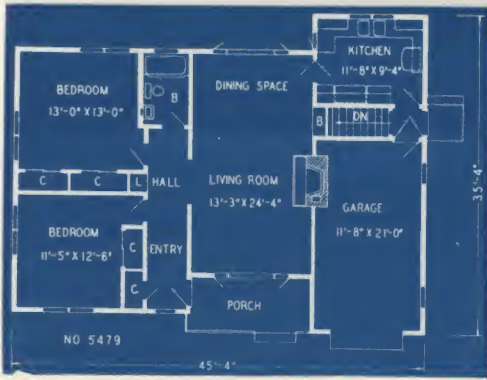 KITCHEN
11'-8" X 9'-4"
BEDROOM
13'-0" X 13'-0"
B
DINING SPACE
B
DN
C
C
L
HALL
LIVING ROOM
13'-3" X 24'-4"
GARAGE
11'-8" X 21'-0"
35'-4"
BEDROOM
11'-5" X 12'-6"
C
ENTRY
C
PORCH
NO 5479
45'-4"